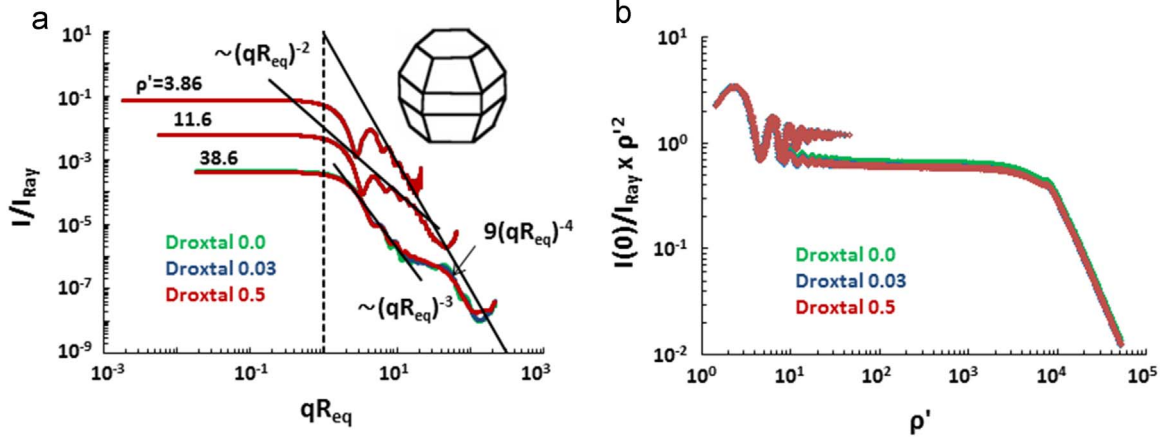 a
I/I_Ray
10^1
10^-1
10^-3
10^-5
10^-7
10^-9
~(qR_eq)^-2
ρ'=3.86
11.6
38.6
Droxtal 0.0
Droxtal 0.03
Droxtal 0.5
9(qR_eq)^-4
~(qR_eq)^-3
10^-3
10^-1
10^1
10^3
qR_eq
b
I(0)/I_Ray x ρ'^2
10^1
10^0
10^-1
10^-2
Droxtal 0.0
Droxtal 0.03
Droxtal 0.5
10^0
10^1
10^2
10^3
10^4
10^5
ρ'